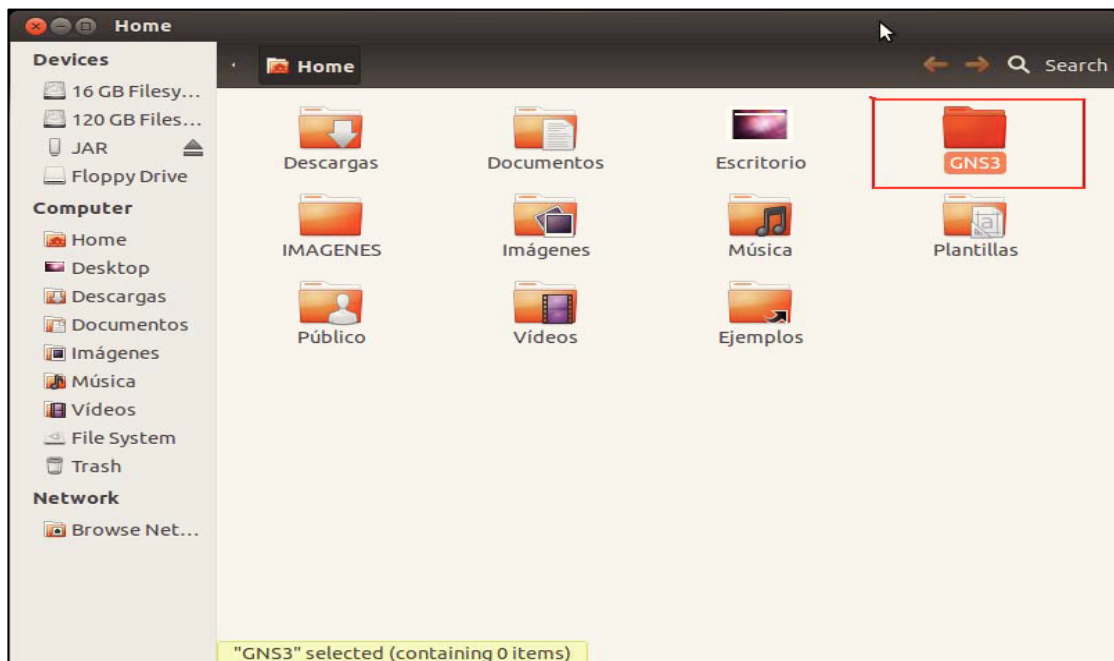 Home
Devices
16 GB Filesy...
120 GB Files...
JAR
Floppy Drive
Computer
Home
Desktop
Descargas
Documentos
Imágenes
Música
Vídeos
File System
Trash
Network
Browse Net...
Home
Search
Descargas
Documentos
Escritorio
GNS3
IMAGENES
Imágenes
Música
Plantillas
Público
Vídeos
Ejemplos
"GNS3" selected (containing 0 items)